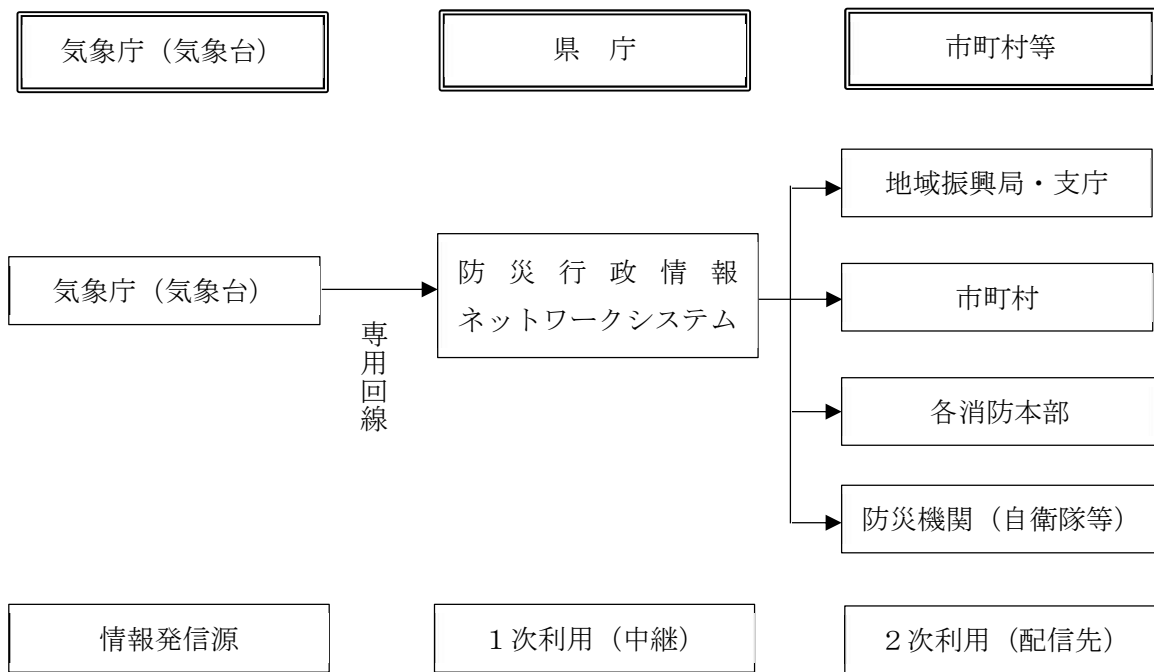 気象庁（気象台）
県　庁
市町村等
地域振興局・支庁
気象庁（気象台）
専用回線
防災行政情報
ネットワークシステム
市町村
各消防本部
防災機関（自衛隊等）
情報発信源
１次利用（中継）
２次利用（配信先）